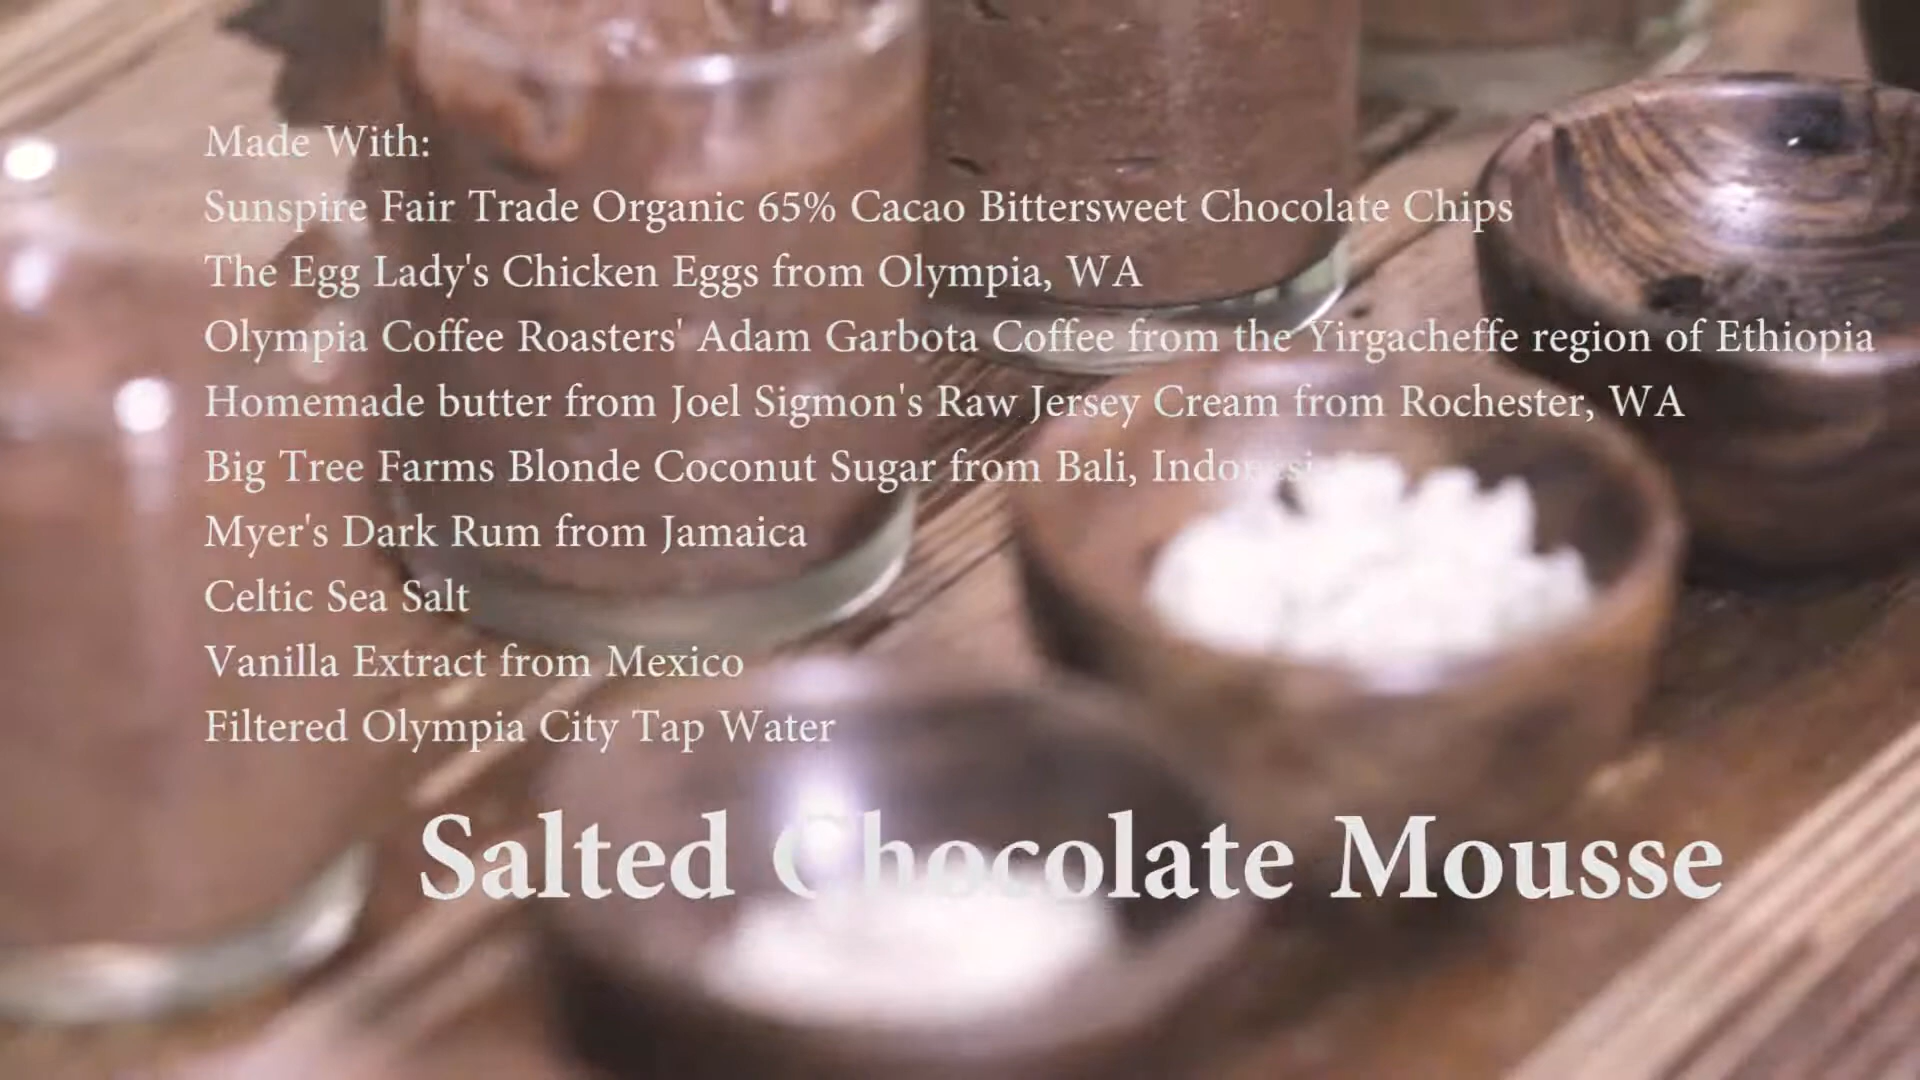 Made With:
Sunspire Fair Trade Organic 65% Cacao Bittersweet Chocolate Chips
The Egg Lady's Chicken Eggs from Olympia, WA
Olympia Coffee Roasters' Adam Garbota Coffee from the Yirgacheffe region of Ethiopia
Homemade butter from Joel Sigmon's Raw Jersey Cream from Rochester, WA
Big Tree Farms Blonde Coconut Sugar from Bali, Indonesia
Myer's Dark Rum from Jamaica
Celtic Sea Salt
Vanilla Extract from Mexico
Filtered Olympia City Tap Water
Salted Chocolate Mousse